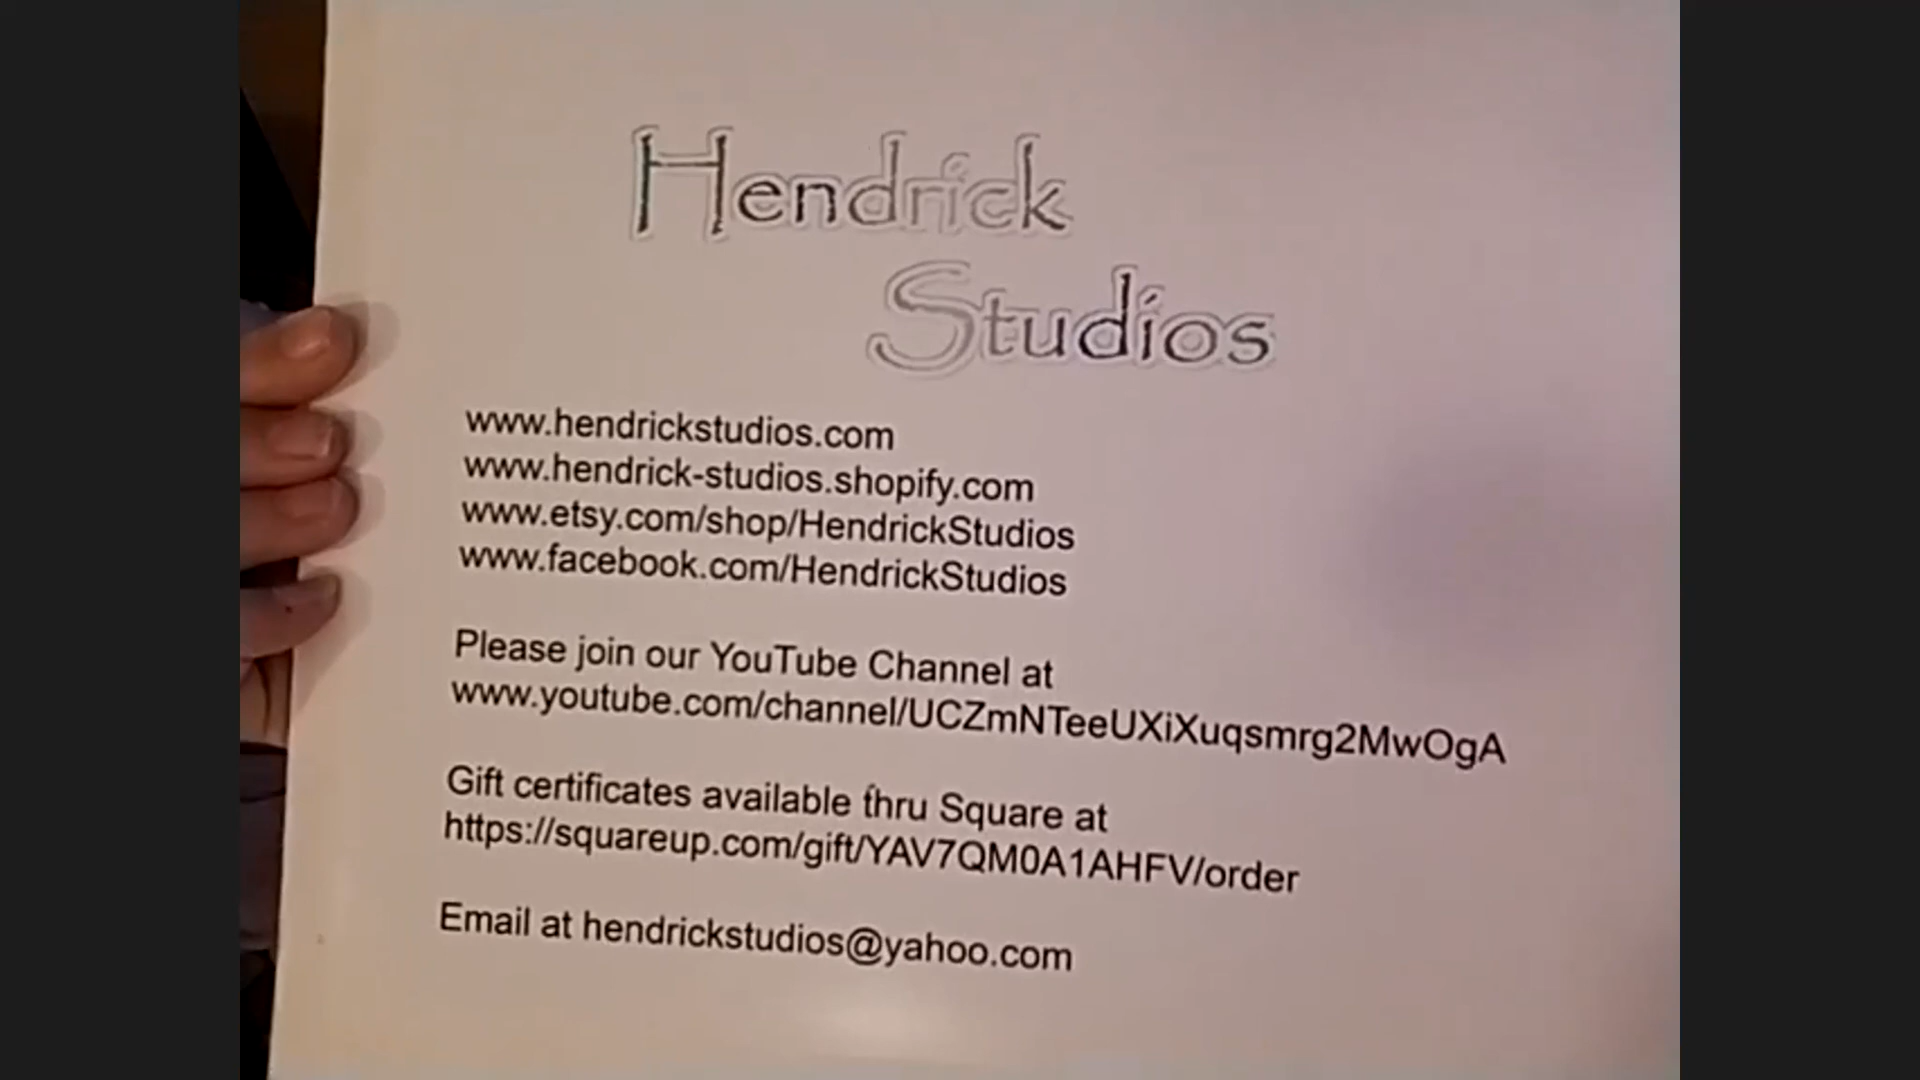 Hendrick
Studios
www.hendrickstudios.com
www.hendrick-studios.shopify.com
www.etsy.com/shop/HendrickStudios
www.facebook.com/HendrickStudios
Please join our YouTube Channel at
www.youtube.com/channel/UCZmNTeeUXiXuqsmrg2MwOgA
Gift certificates available thru Square at
https://squareup.com/gift/YAV7QM0A1AHFV/order
Email at hendrickstudios@yahoo.com